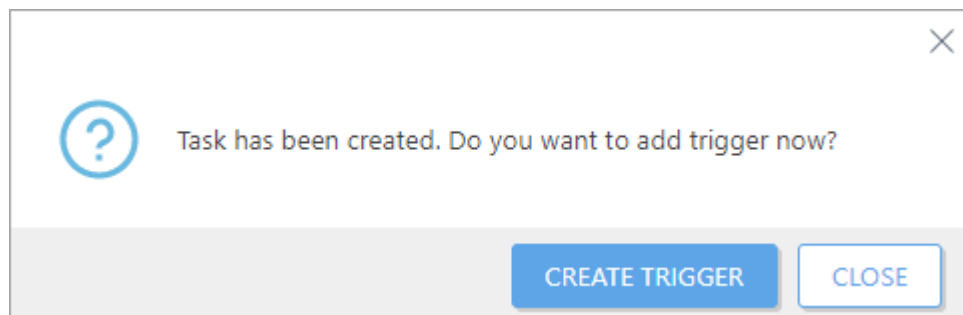 Task has been created. Do you want to add trigger now?
CREATE TRIGGER CLOSE